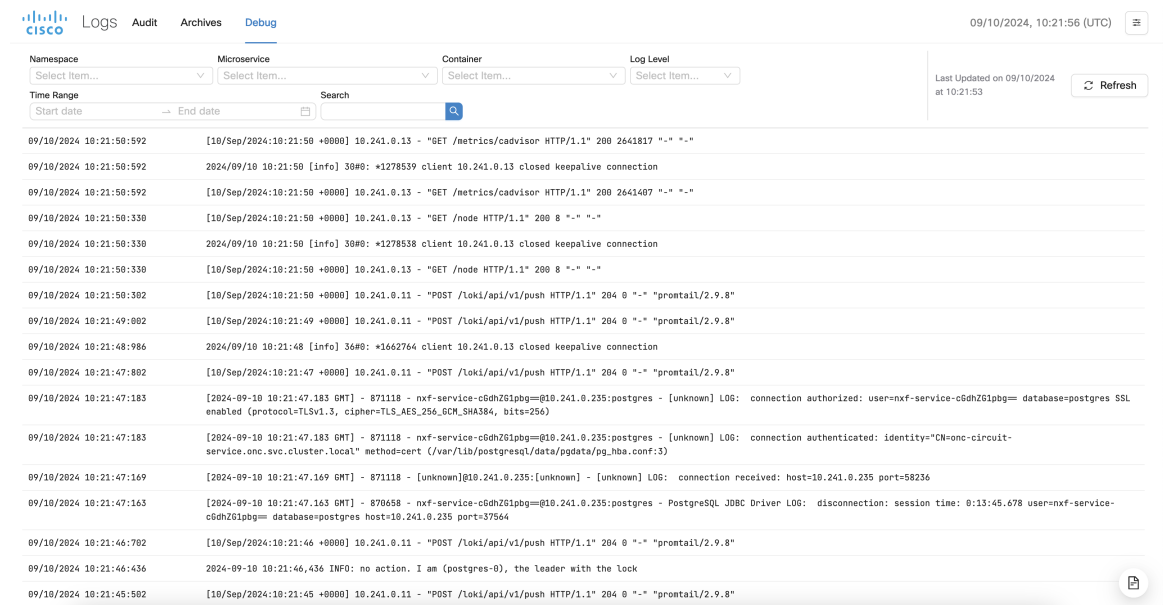 CISCO Logs Audit Archives Debug 09/10/2024, 10:21:56 (UTC)
Namespace Microservice Container Log Level
Select Item... Select Item... Select Item... Select Item...
Last Updated on 09/10/2024
at 10:21:53
Refresh
Time Range Search
Start date → End date
09/10/2024 10:21:50:592 [10/Sep/2024:10:21:50 +0000] 10.241.0.13 - "GET /metrics/cadvisor HTTP/1.1" 200 2641817 "-" "-"
09/10/2024 10:21:50:592 2024/09/10 10:21:50 [info] 30#0: *1278539 client 10.241.0.13 closed keepalive connection
09/10/2024 10:21:50:592 [10/Sep/2024:10:21:50 +0000] 10.241.0.13 - "GET /metrics/cadvisor HTTP/1.1" 200 2641407 "-" "-"
09/10/2024 10:21:50:330 [10/Sep/2024:10:21:50 +0000] 10.241.0.13 - "GET /node HTTP/1.1" 200 8 "-" "-"
09/10/2024 10:21:50:330 2024/09/10 10:21:50 [info] 30#0: *1278538 client 10.241.0.13 closed keepalive connection
09/10/2024 10:21:50:330 [10/Sep/2024:10:21:50 +0000] 10.241.0.13 - "GET /node HTTP/1.1" 200 8 "-" "-"
09/10/2024 10:21:50:302 [10/Sep/2024:10:21:50 +0000] 10.241.0.11 - "POST /loki/api/v1/push HTTP/1.1" 204 0 "-" "promtail/2.9.8"
09/10/2024 10:21:49:002 [10/Sep/2024:10:21:49 +0000] 10.241.0.11 - "POST /loki/api/v1/push HTTP/1.1" 204 0 "-" "promtail/2.9.8"
09/10/2024 10:21:48:986 2024/09/10 10:21:48 [info] 36#0: *1662764 client 10.241.0.13 closed keepalive connection
09/10/2024 10:21:47:802 [10/Sep/2024:10:21:47 +0000] 10.241.0.11 - "POST /loki/api/v1/push HTTP/1.1" 204 0 "-" "promtail/2.9.8"
09/10/2024 10:21:47:183 [2024-09-10 10:21:47.183 GMT] - 871118 - nxf-service-cGdhZG1pbg==@10.241.0.235:postgres - [unknown] LOG:  connection authorized: user=nxf-service-cGdhZG1pbg== database=postgres SSL
enabled (protocol=TLSv1.3, cipher=TLS_AES_256_GCM_SHA384, bits=256)
09/10/2024 10:21:47:183 [2024-09-10 10:21:47.183 GMT] - 871118 - nxf-service-cGdhZG1pbg==@10.241.0.235:postgres - [unknown] LOG:  connection authenticated: identity="CN=onc-circuit-
service.onc.svc.cluster.local" method=cert (/var/lib/postgresql/data/pgdata/pg_hba.conf:3)
09/10/2024 10:21:47:169 [2024-09-10 10:21:47.169 GMT] - 871118 - [unknown]@10.241.0.235:[unknown] - [unknown] LOG:  connection received: host=10.241.0.235 port=58236
09/10/2024 10:21:47:163 [2024-09-10 10:21:47.163 GMT] - 870658 - nxf-service-cGdhZG1pbg==@10.241.0.235:postgres - PostgreSQL JDBC Driver LOG:  disconnection: session time: 0:13:45.678 user=nxf-service-
cGdhZG1pbg== database=postgres host=10.241.0.235 port=37564
09/10/2024 10:21:46:702 [10/Sep/2024:10:21:46 +0000] 10.241.0.11 - "POST /loki/api/v1/push HTTP/1.1" 204 0 "-" "promtail/2.9.8"
09/10/2024 10:21:46:436 2024-09-10 10:21:46,436 INFO: no action. I am (postgres-0), the leader with the lock
09/10/2024 10:21:45:502 [10/Sep/2024:10:21:45 +0000] 10.241.0.11 - "POST /loki/api/v1/push HTTP/1.1" 204 0 "-" "promtail/2.9.8"